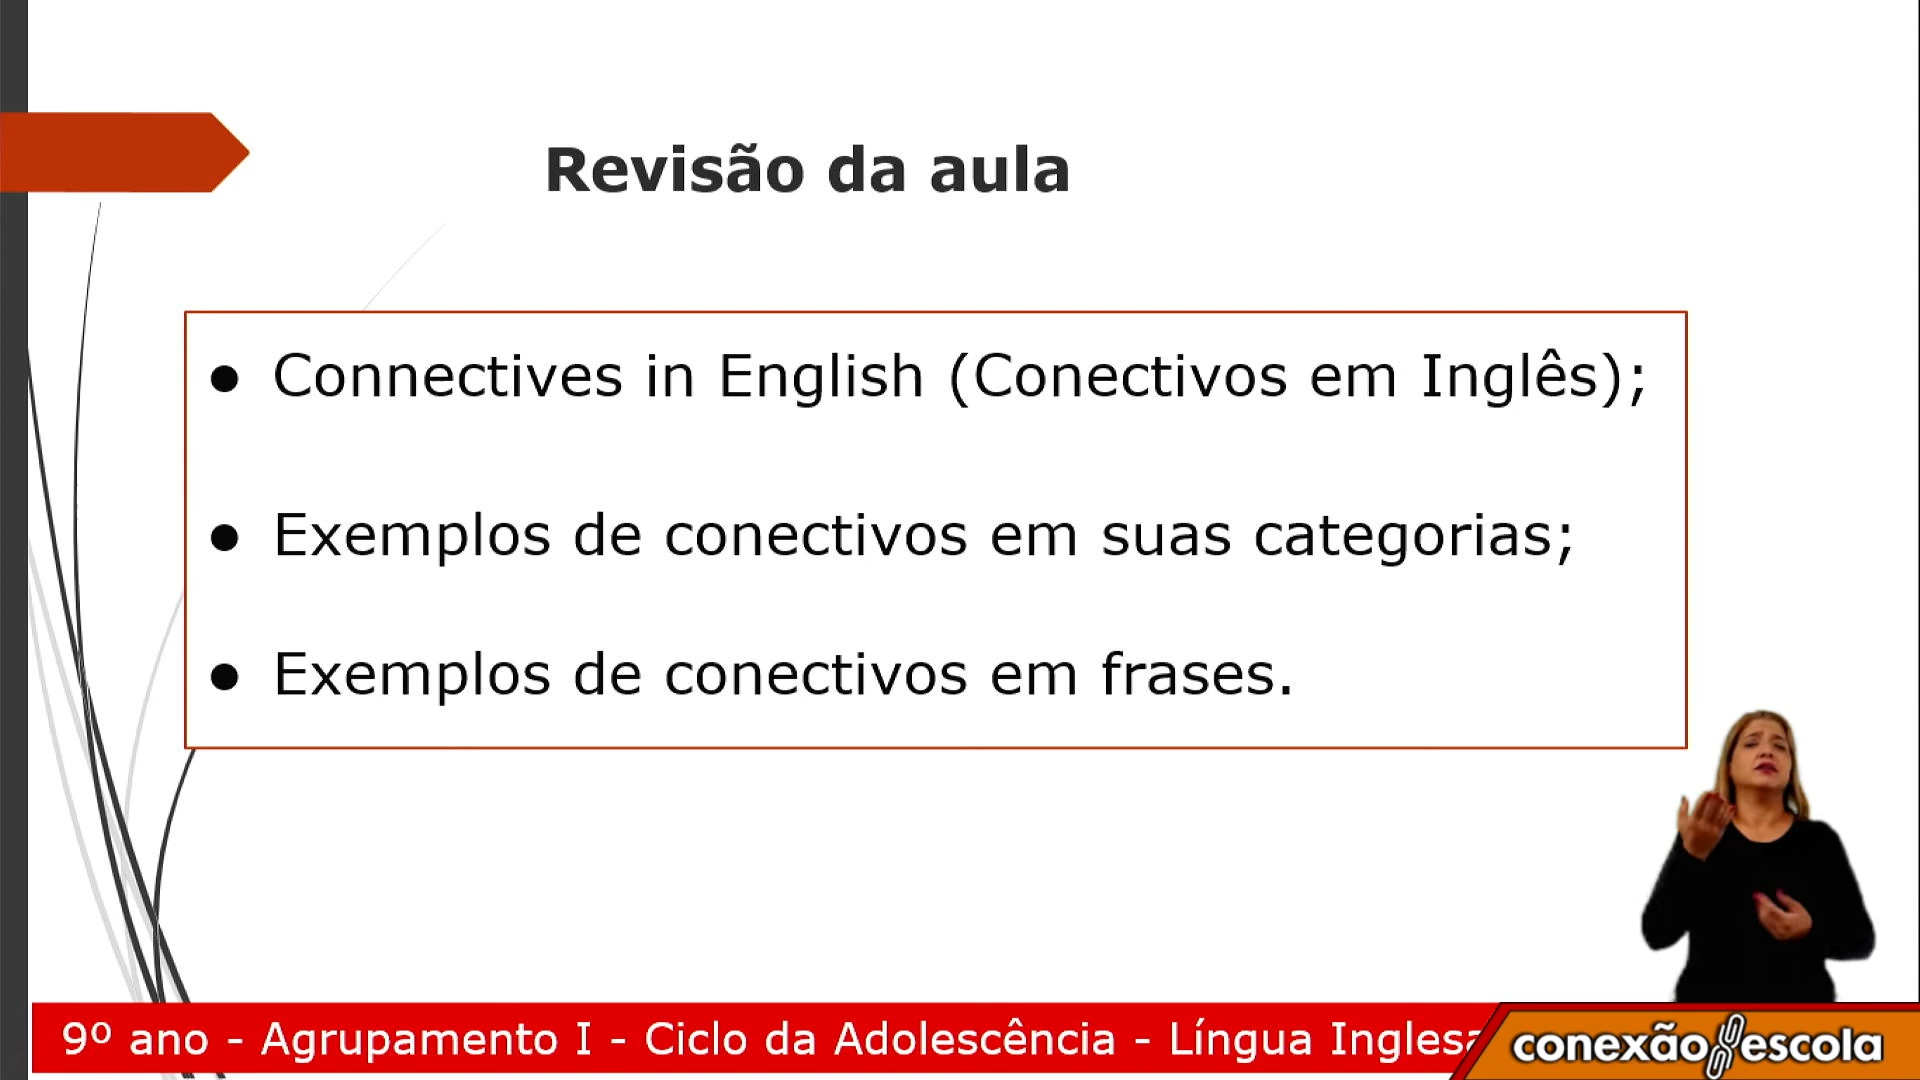 Revisão da aula
● Connectives in English (Conectivos em Inglês);
● Exemplos de conectivos em suas categorias;
● Exemplos de conectivos em frases.
9º ano - Agrupamento I - Ciclo da Adolescência - Língua Inglesa
conexão escola